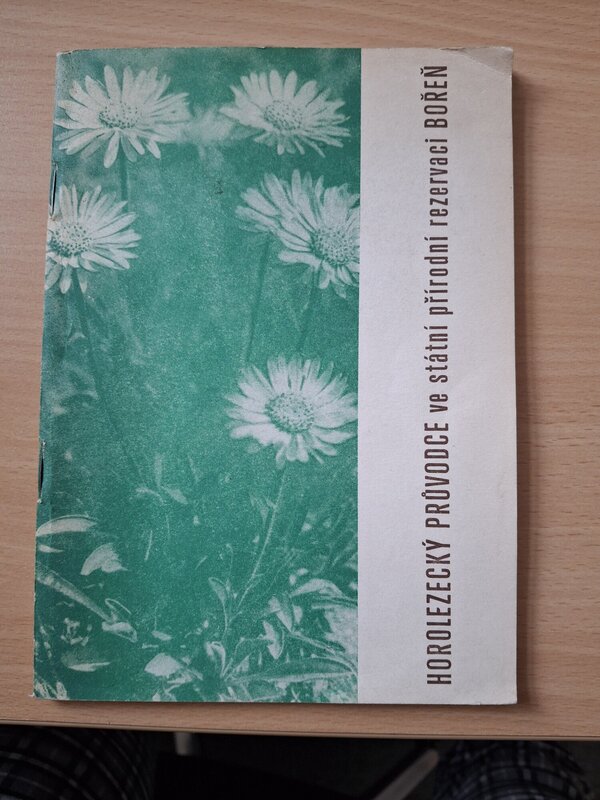 HOROLEZECKÝ PRŮVODCE ve státní přírodní rezervaci BOŘEŇ